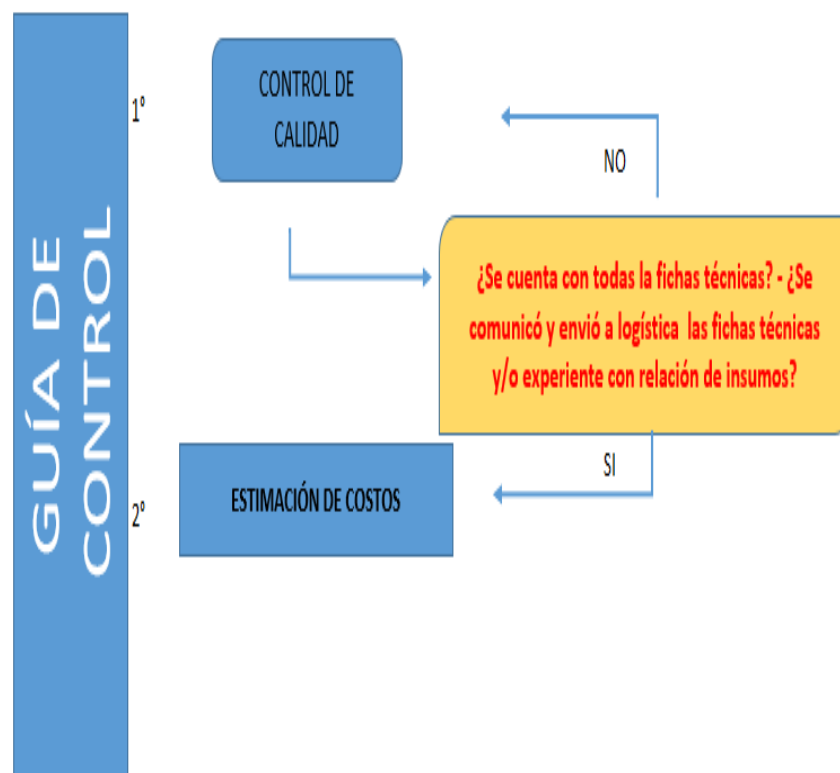 GUÍA DE
CONTROL
1°
CONTROL DE
CALIDAD
NO
¿Se cuenta con todas la fichas técnicas? - ¿Se
comunicó y envió a logística las fichas técnicas
y/o experiente con relación de insumos?
SI
2°
ESTIMACIÓN DE COSTOS